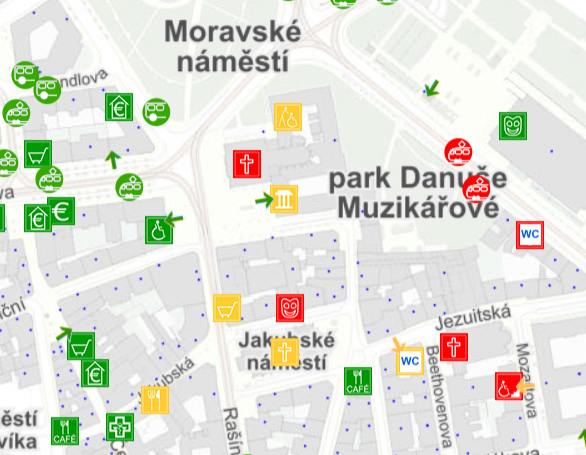 Moravské
náměstí
park Danuše
Muzikářové
WC
Jezuitská
Jakubské
náměstí
WC
Beethovenova
CAFÉ
CAFÉ
Rašín